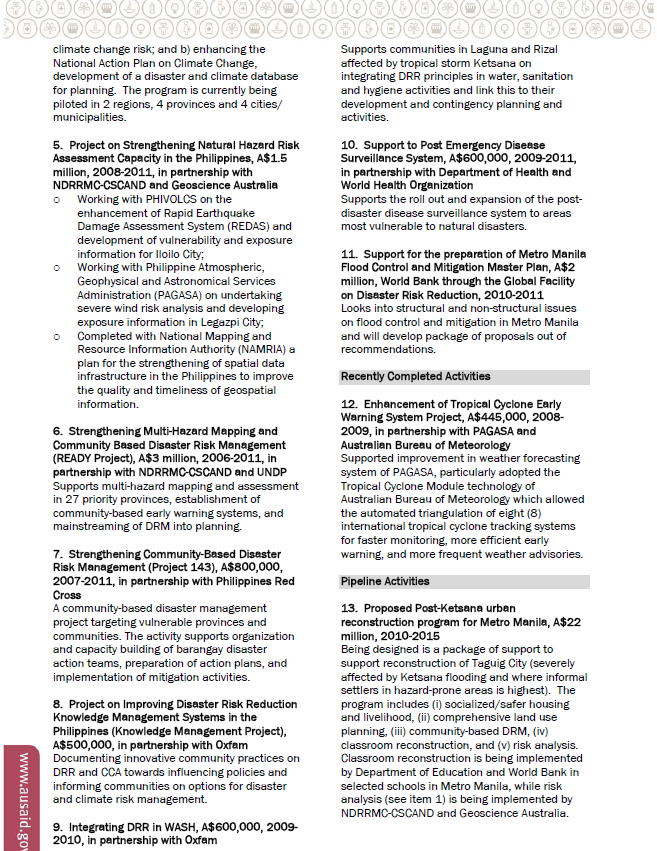 climate change risk; and b) enhancing the
National Action Plan on Climate Change,
development of a disaster and climate database
for planning.  The program is currently being
piloted in 2 regions, 4 provinces and 4 cities/
municipalities.
5.  Project on Strengthening Natural Hazard Risk
Assessment Capacity in the Philippines, A$1.5
million, 2008-2011, in partnership with
NDRRMC-CSCAND and Geoscience Australia
o Working with PHIVOLCS on the
enhancement of Rapid Earthquake
Damage Assessment System (REDAS) and
development of vulnerability and exposure
information for Iloilo City;
o Working with Philippine Atmospheric,
Geophysical and Astronomical Services
Administration (PAGASA) on undertaking
severe wind risk analysis and developing
exposure information in Legazpi City;
o Completed with National Mapping and
Resource Information Authority (NAMRIA) a
plan for the strengthening of spatial data
infrastructure in the Philippines to improve
the quality and timeliness of geospatial
information.
6.  Strengthening Multi-Hazard Mapping and
Community Based Disaster Risk Management
(READY Project), A$3 million, 2006-2011, in
partnership with NDRRMC-CSCAND and UNDP
Supports multi-hazard mapping and assessment
in 27 priority provinces, establishment of
community-based early warning systems, and
mainstreaming of DRM into planning.
7.  Strengthening Community-Based Disaster
Risk Management (Project 143), A$800,000,
2007-2011, in partnership with Philippines Red
Cross
A community-based disaster management
project targeting vulnerable provinces and
communities. The activity supports organization
and capacity building of barangay disaster
action teams, preparation of action plans, and
implementation of mitigation activities.
8.  Project on Improving Disaster Risk Reduction
Knowledge Management Systems in the
Philippines (Knowledge Management Project),
A$500,000, in partnership with Oxfam
Documenting innovative community practices on
DRR and CCA towards influencing policies and
informing communities on options for disaster
and climate risk management.
9.  Integrating DRR in WASH, A$600,000, 2009-
2010, in partnership with Oxfam
Supports communities in Laguna and Rizal
affected by tropical storm Ketsana on
integrating DRR principles in water, sanitation
and hygiene activities and link this to their
development and contingency planning and
activities.
10.  Support to Post Emergency Disease
Surveillance System, A$600,000, 2009-2011,
in partnership with Department of Health and
World Health Organization
Supports the roll out and expansion of the post-
disaster disease surveillance system to areas
most vulnerable to natural disasters.
11.  Support for the preparation of Metro Manila
Flood Control and Mitigation Master Plan, A$2
million, World Bank through the Global Facility
on Disaster Risk Reduction, 2010-2011
Looks into structural and non-structural issues
on flood control and mitigation in Metro Manila
and will develop package of proposals out of
recommendations.
Recently Completed Activities
12.  Enhancement of Tropical Cyclone Early
Warning System Project, A$445,000, 2008-
2009, in partnership with PAGASA and
Australian Bureau of Meteorology
Supported improvement in weather forecasting
system of PAGASA, particularly adopted the
Tropical Cyclone Module technology of
Australian Bureau of Meteorology which allowed
the automated triangulation of eight (8)
international tropical cyclone tracking systems
for faster monitoring, more efficient early
warning, and more frequent weather advisories.
Pipeline Activities
13.  Proposed Post-Ketsana urban
reconstruction program for Metro Manila, A$22
million, 2010-2015
Being designed is a package of support to
support reconstruction of Taguig City (severely
affected by Ketsana flooding and where informal
settlers in hazard-prone areas is highest).  The
program includes (i) socialized/safer housing
and livelihood, (ii) comprehensive land use
planning, (iii) community-based DRM, (iv)
classroom reconstruction, and (v) risk analysis.
Classroom reconstruction is being implemented
by Department of Education and World Bank in
selected schools in Metro Manila, while risk
analysis (see item 1) is being implemented by
NDRRMC-CSCAND and Geoscience Australia.
www.ausaid.gov